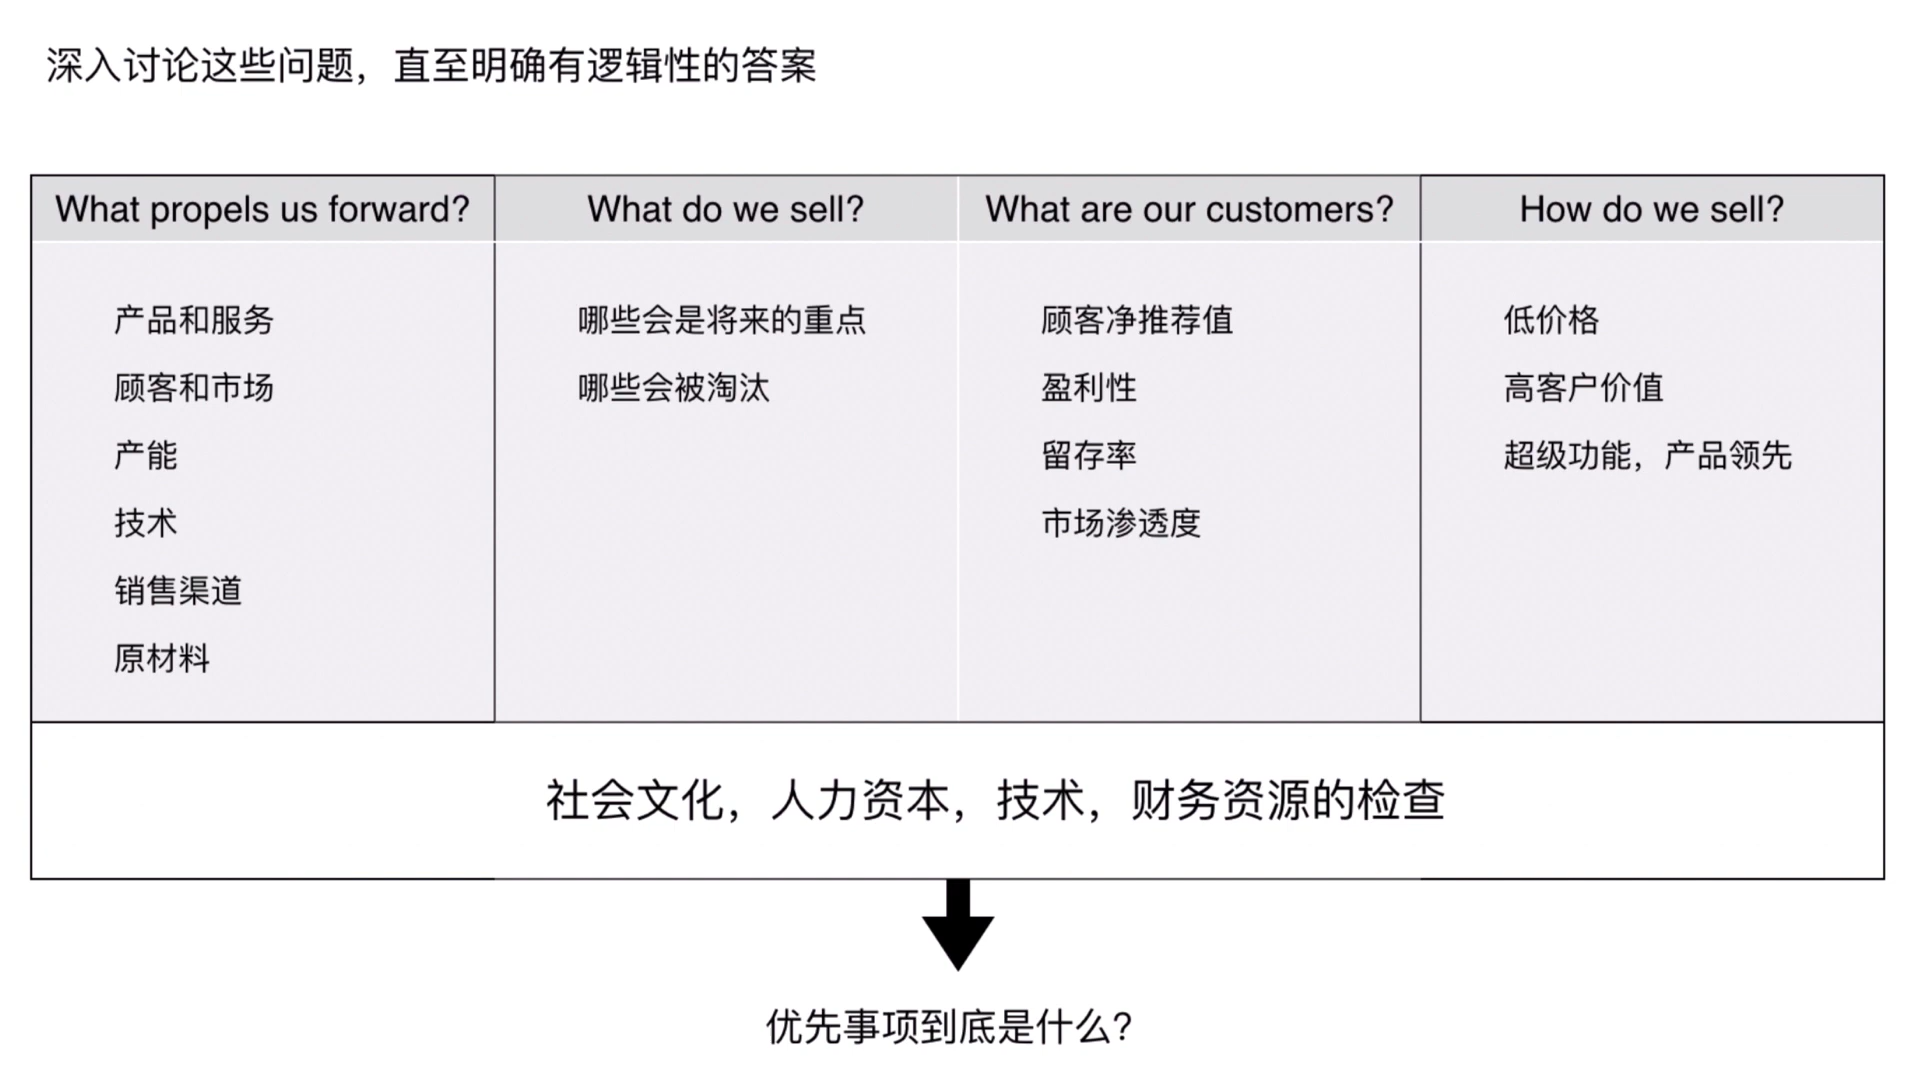 深入讨论这些问题，直至明确有逻辑性的答案
What propels us forward?
产品和服务
顾客和市场
产能
技术
销售渠道
原材料
What do we sell?
哪些会是将来的重点
哪些会被淘汰
What are our customers?
顾客净推荐值
盈利性
留存率
市场渗透度
How do we sell?
低价格
高客户价值
超级功能，产品领先
社会文化，人力资本，技术，财务资源的检查
优先事项到底是什么？